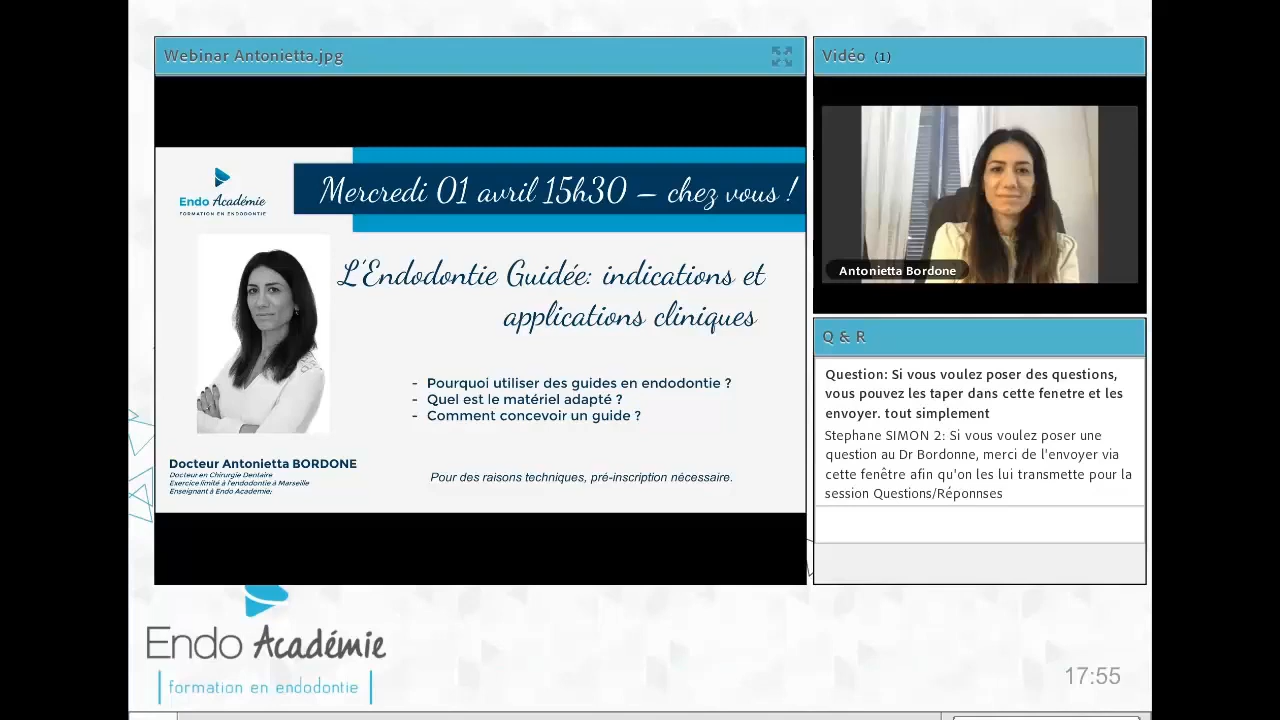 Webinar Antonietta.jpg
Endo Académie
FORMATION EN ENDODONTIE
Mercredi 01 avril 15h30 – chez vous !
L'Endodontie Guidée: indications et
applications cliniques
- Pourquoi utiliser des guides en endodontie ?
- Quel est le matériel adapté ?
- Comment concevoir un guide ?
Docteur Antonietta BORDONE
Docteur en Chirurgie Dentaire
Exercice limité à l'endodontie à Marseille
Enseignant à Endo Académie;
Pour des raisons techniques, pré-inscription nécessaire.
Vidéo (1)
Antonietta Bordone
Q & R
Question: Si vous voulez poser des questions,
vous pouvez les taper dans cette fenetre et les
envoyer. tout simplement
Stephane SIMON 2: Si vous voulez poser une
question au Dr Bordonne, merci de l'envoyer via
cette fenêtre afin qu'on les lui transmette pour la
session Questions/Réponnses
Endo Académie
formation en endodontie
17:55